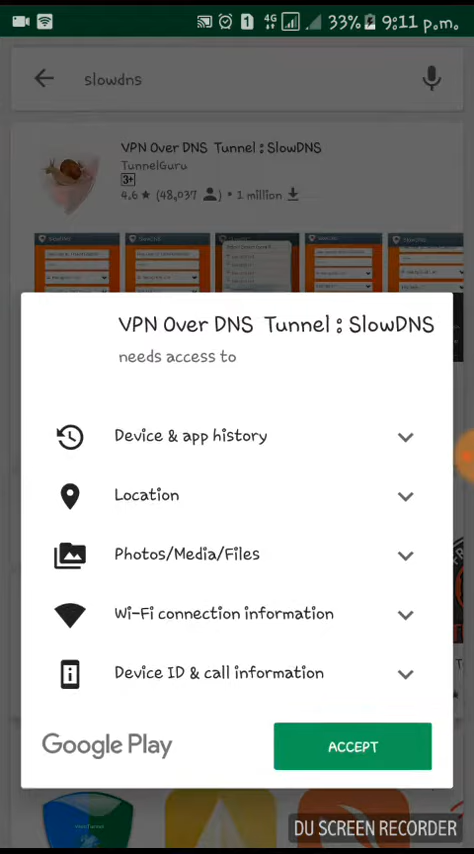 1 4G 33% 9:11 p.m.
slowdns
VPN Over DNS Tunnel : SlowDNS
TunnelGuru
3+
4.6 ★ (48,037 ) • 1 million
VPN Over DNS Tunnel : SlowDNS
needs access to
Device & app history
Location
Photos/Media/Files
Wi-Fi connection information
Device ID & call information
Google Play
ACCEPT
DU SCREEN RECORDER